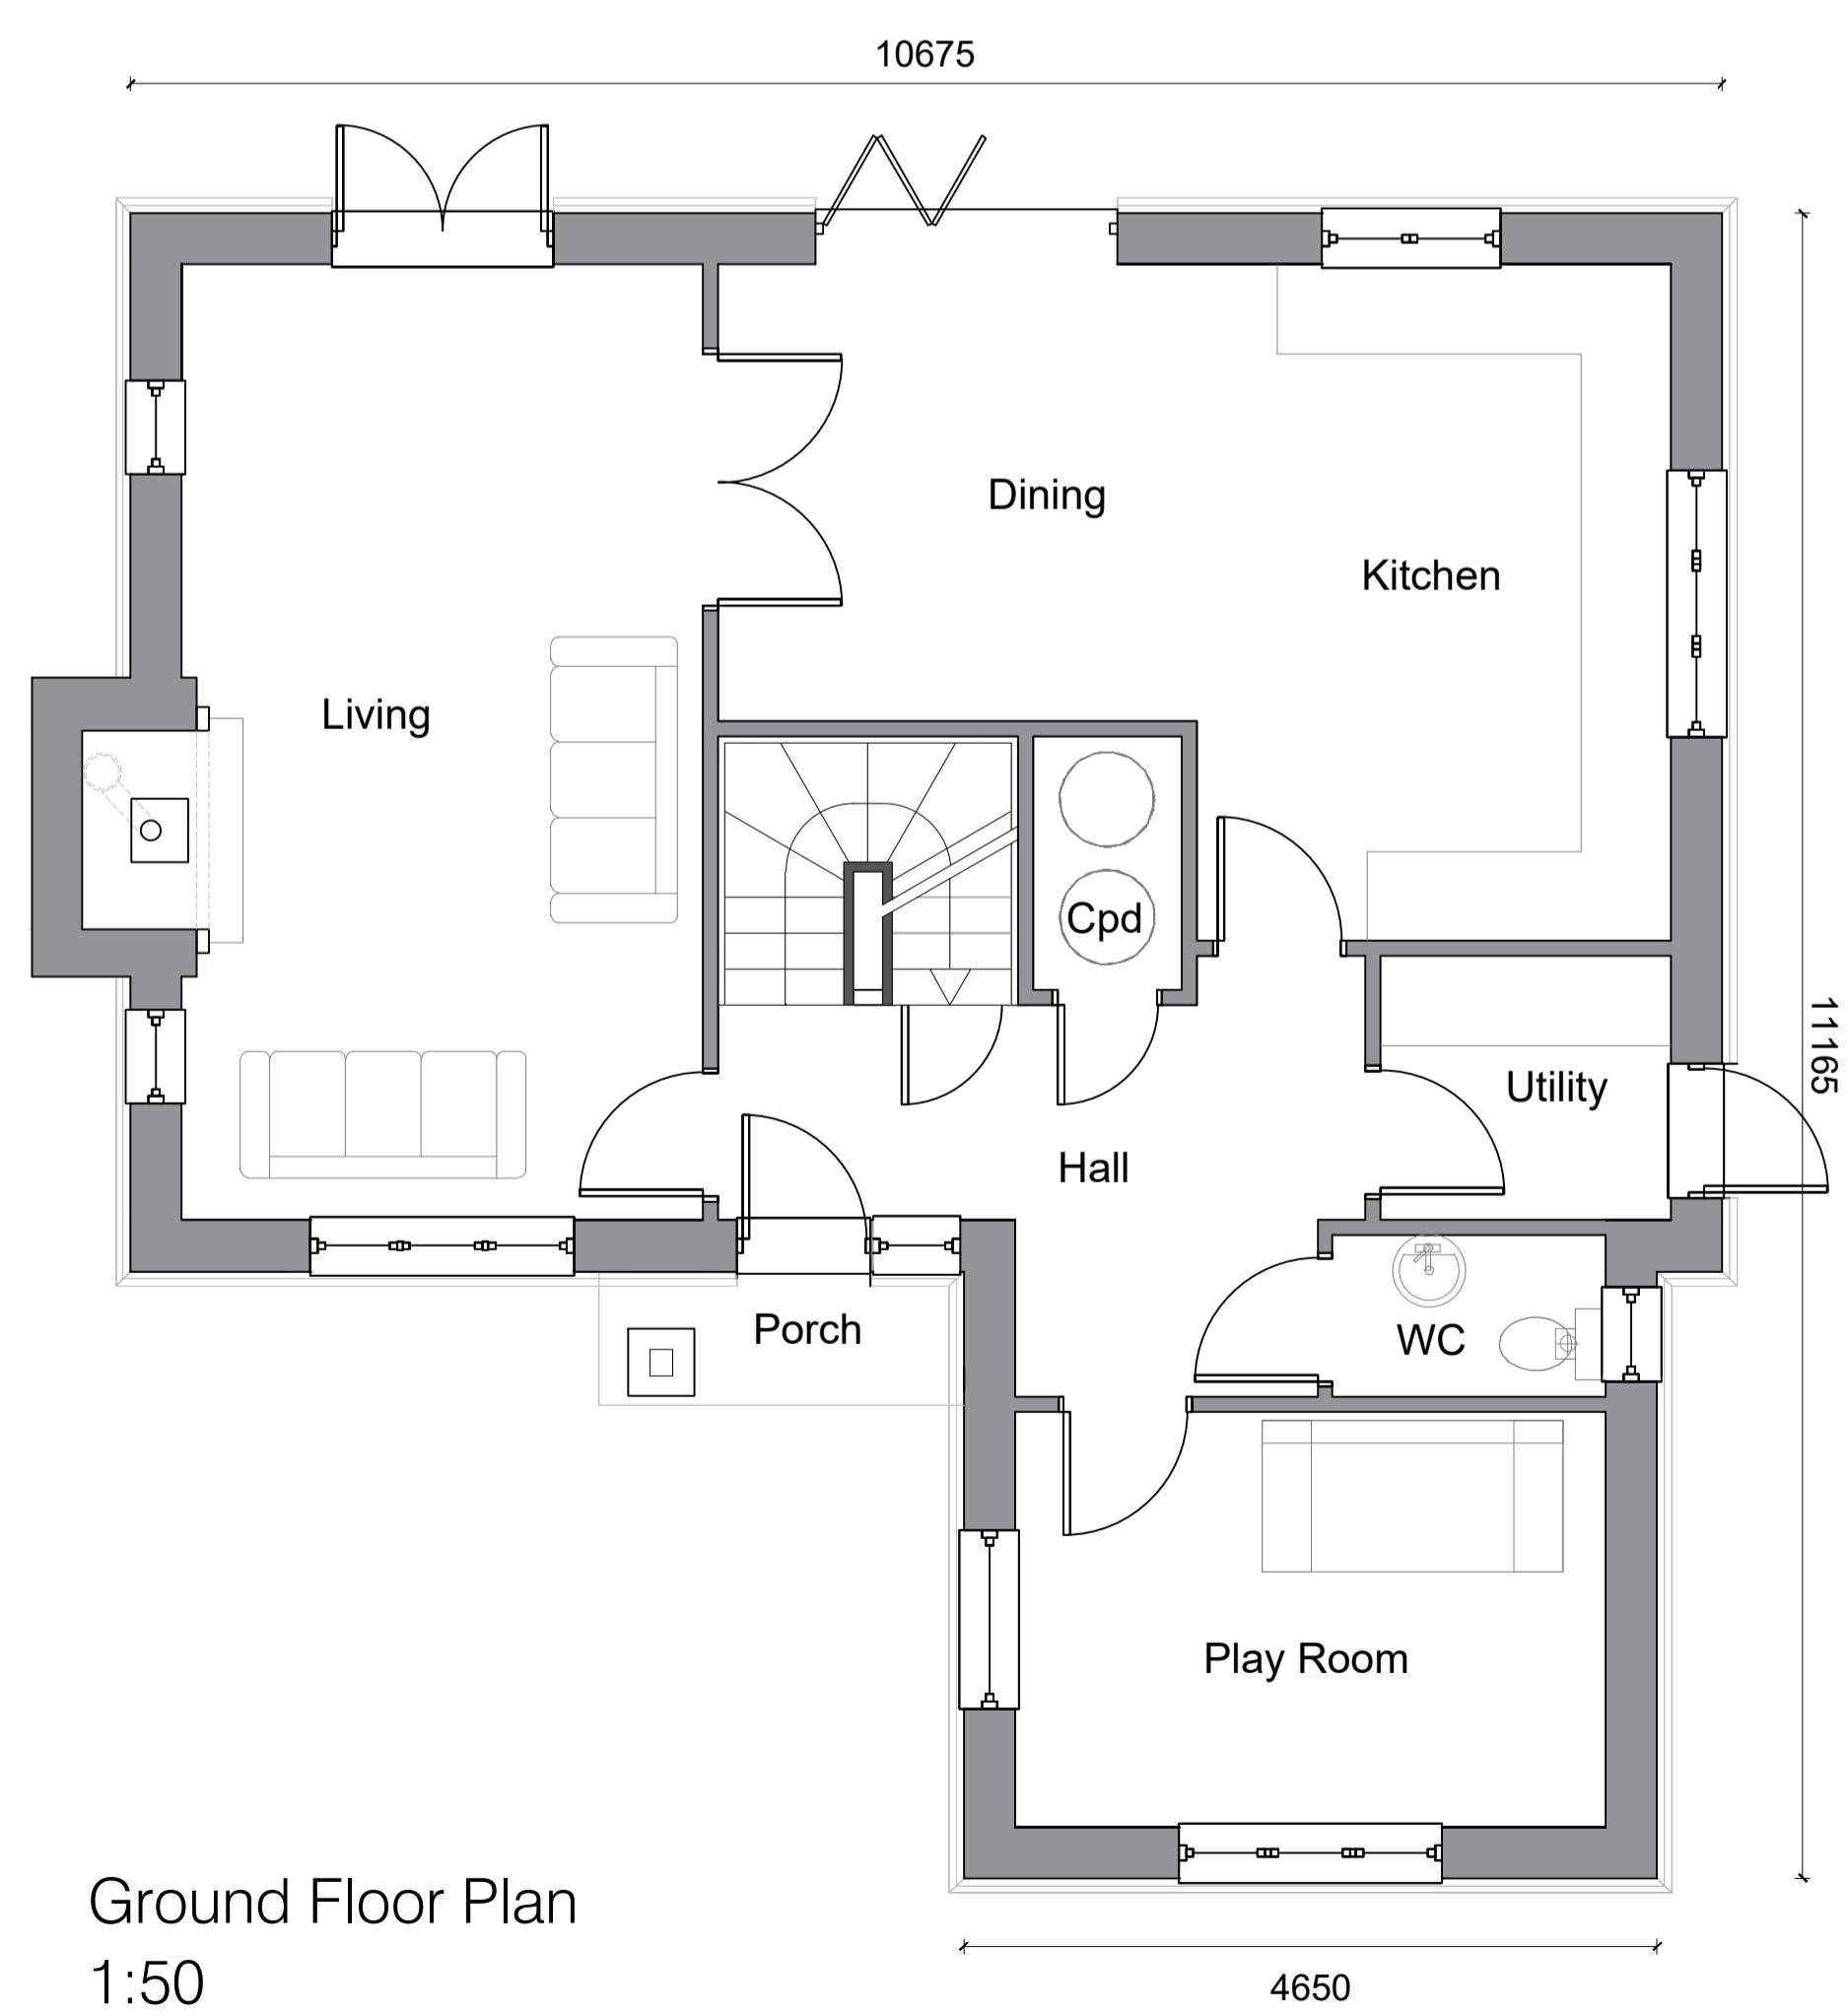 10675
Dining
Kitchen
Living
Cpd
11165
Utility
Hall
Porch
WC
Play Room
Ground Floor Plan
1:50
4650